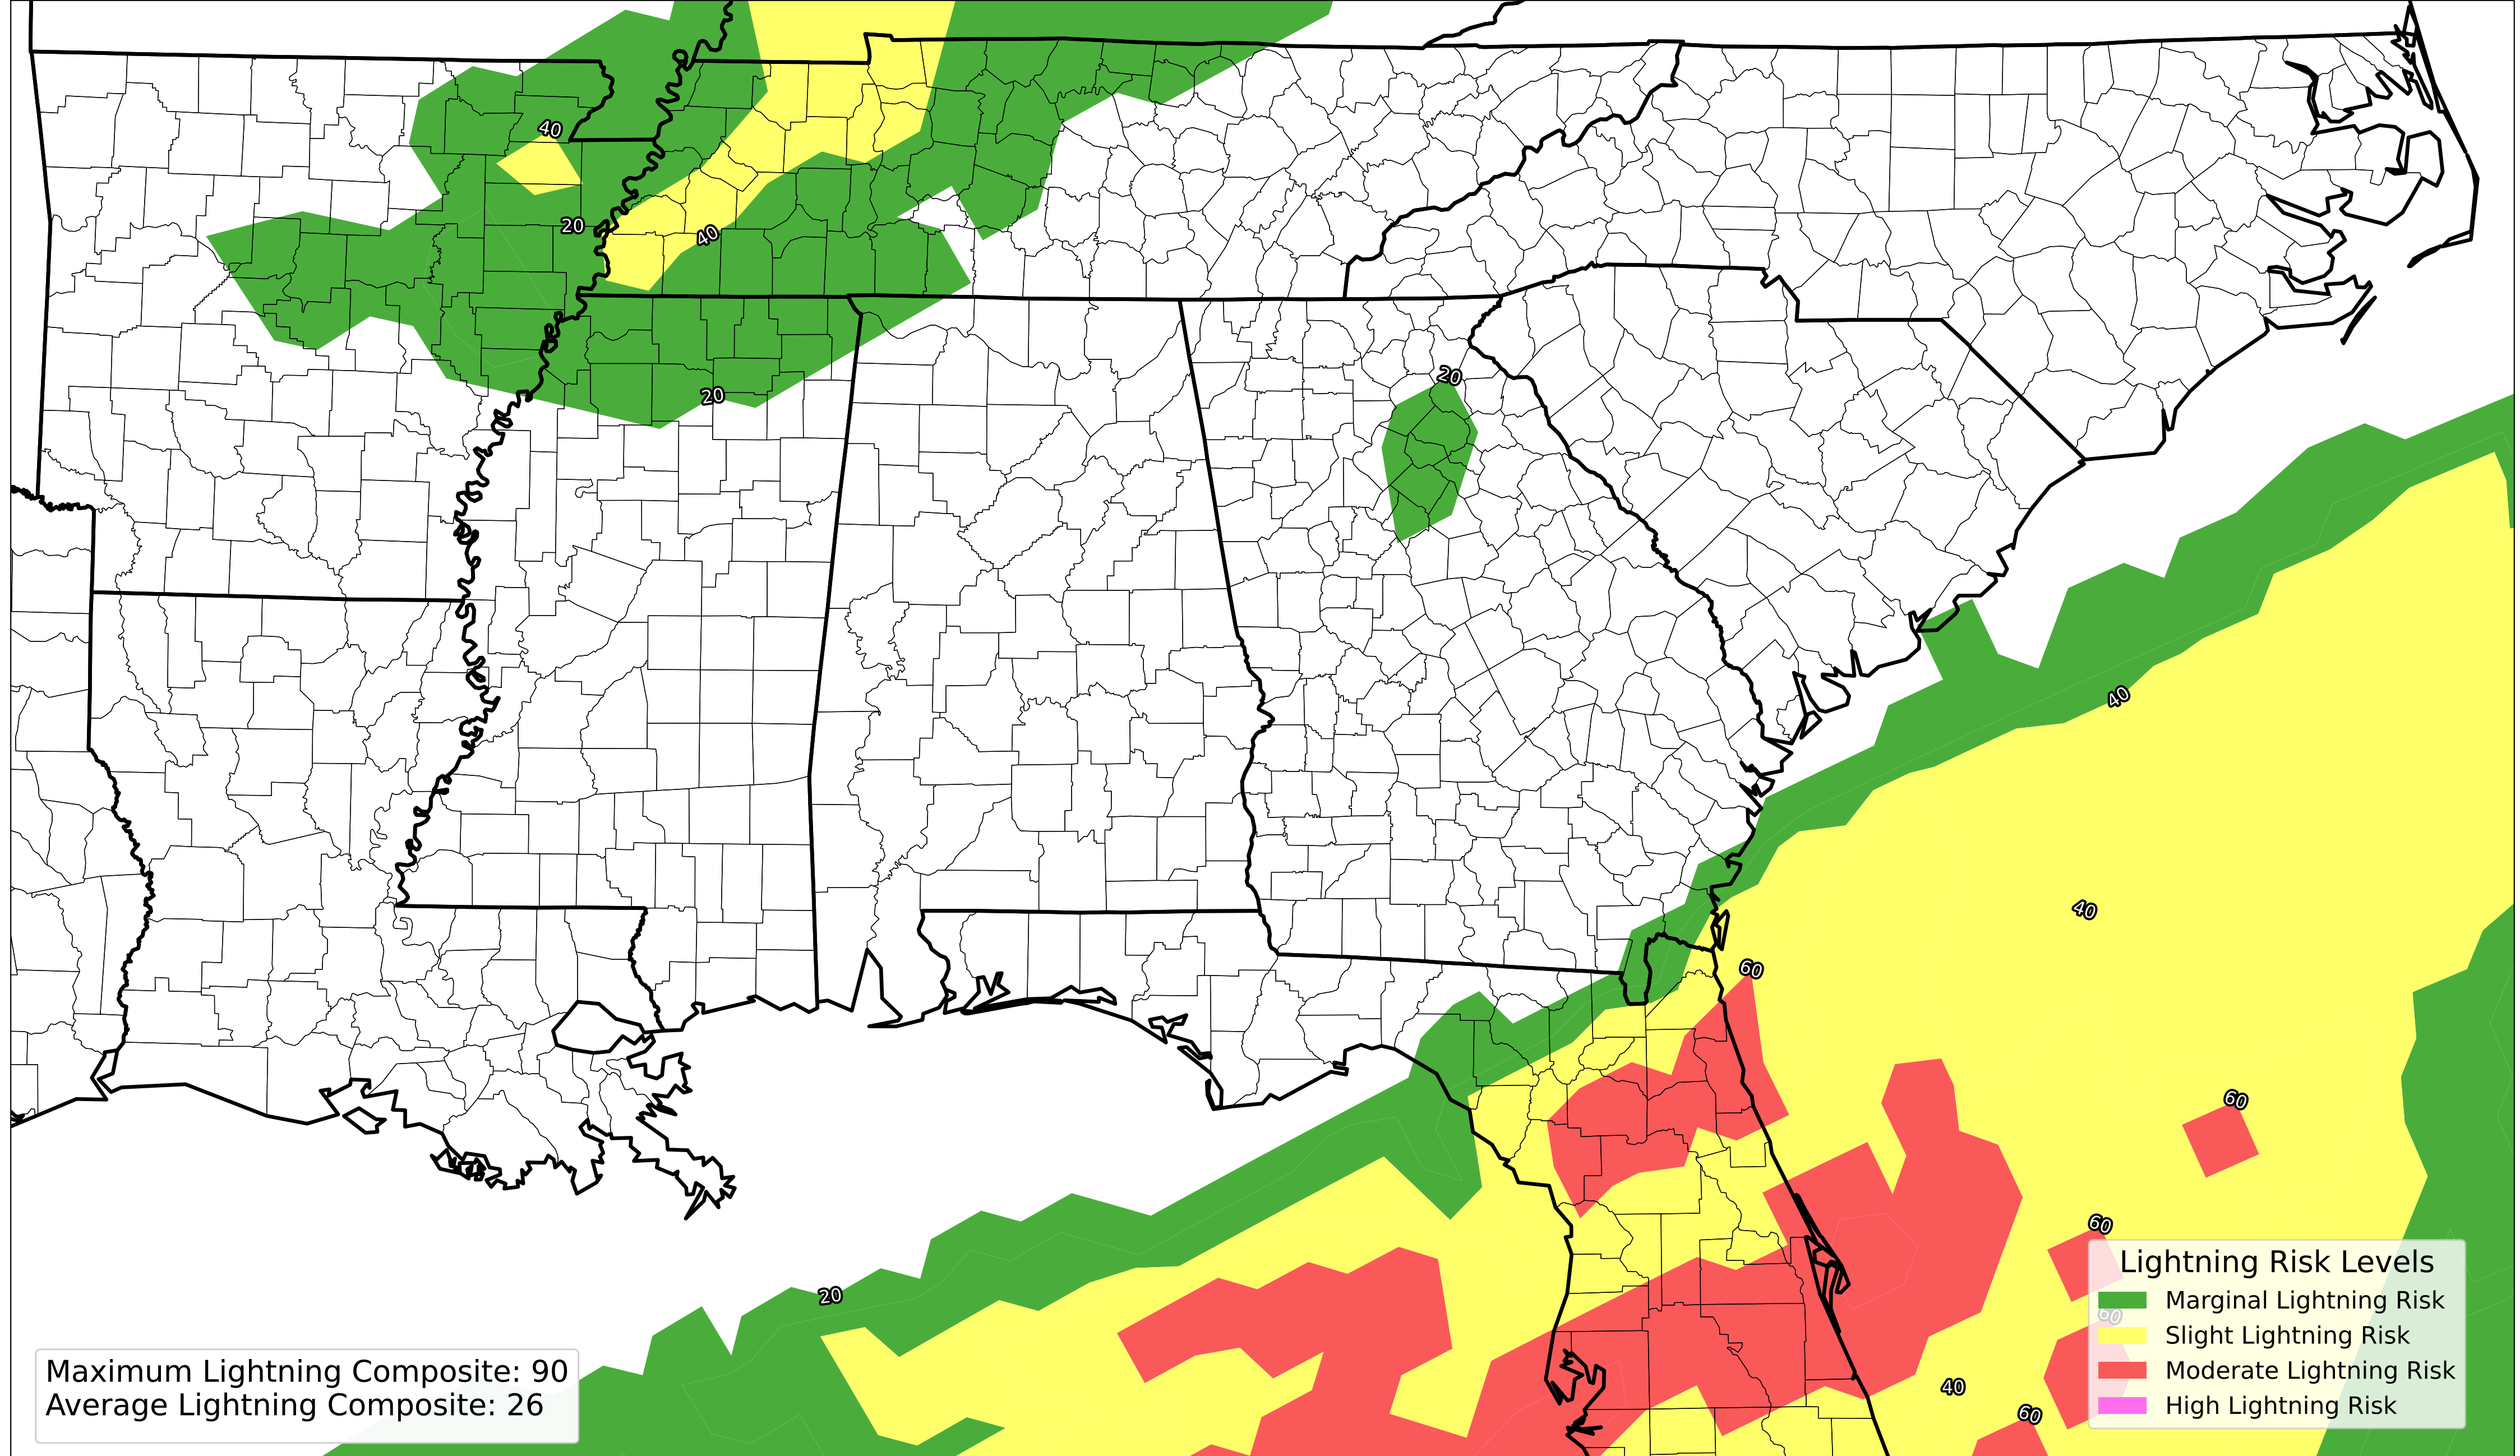 40
20
40
20
20
40
40
60
60
60
20
60
40
60
Lightning Risk Levels
Marginal Lightning Risk
Slight Lightning Risk
Moderate Lightning Risk
High Lightning Risk
Maximum Lightning Composite: 90
Average Lightning Composite: 26